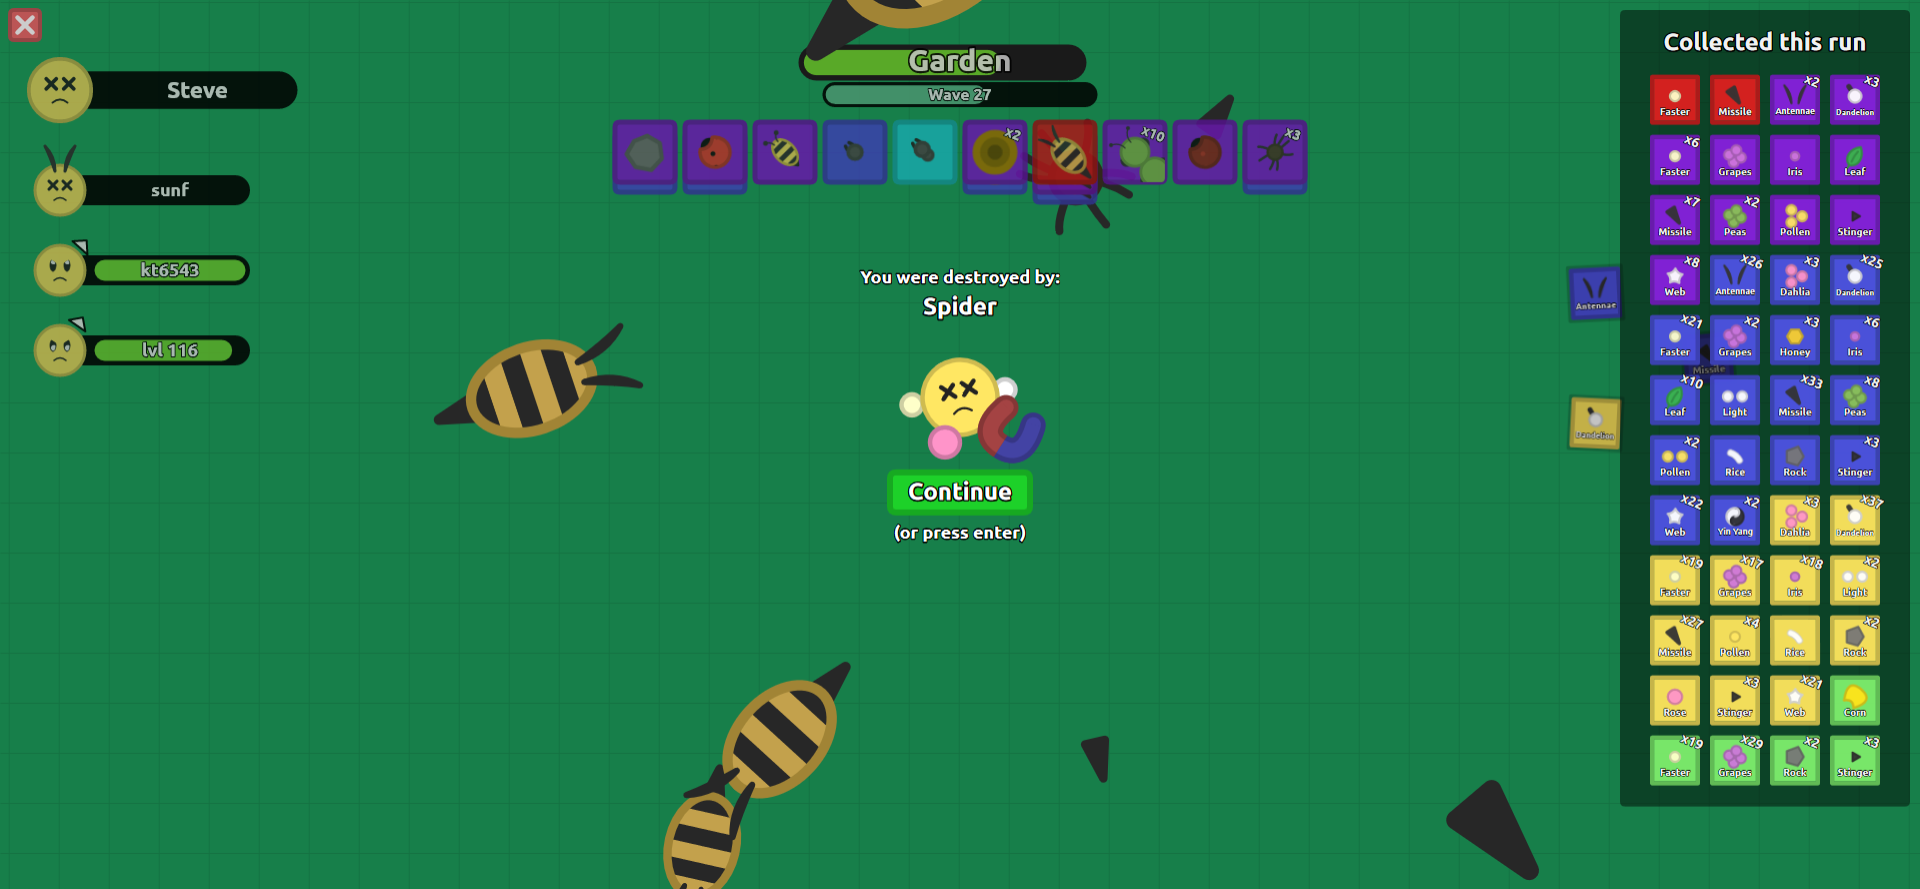 Steve
sunf
kt6543
lvl 116
Garden
Wave 27
x2
x10
x3
You were destroyed by:
Spider
Continue
(or press enter)
Antennae
Dandelion
Missile
Collected this run
Faster
Missile
x2 Antennae
x3 Dandelion
x6 Faster
Grapes
Iris
Leaf
x7 Missile
x2 Peas
Pollen
Stinger
x8 Web
x26 Antennae
x3 Dahlia
x25 Dandelion
x21 Faster
x2 Grapes
x3 Honey
x6 Iris
x10 Leaf
Light
x33 Missile
x8 Peas
x2 Pollen
Rice
Rock
x3 Stinger
x22 Web
x2 Yin Yang
x3 Dahlia
x37 Dandelion
x19 Faster
x17 Grapes
x18 Iris
x2 Light
x27 Missile
x4 Pollen
Rice
x2 Rock
Rose
x3 Stinger
x21 Web
Corn
x19 Faster
x29 Grapes
x2 Rock
x3 Stinger